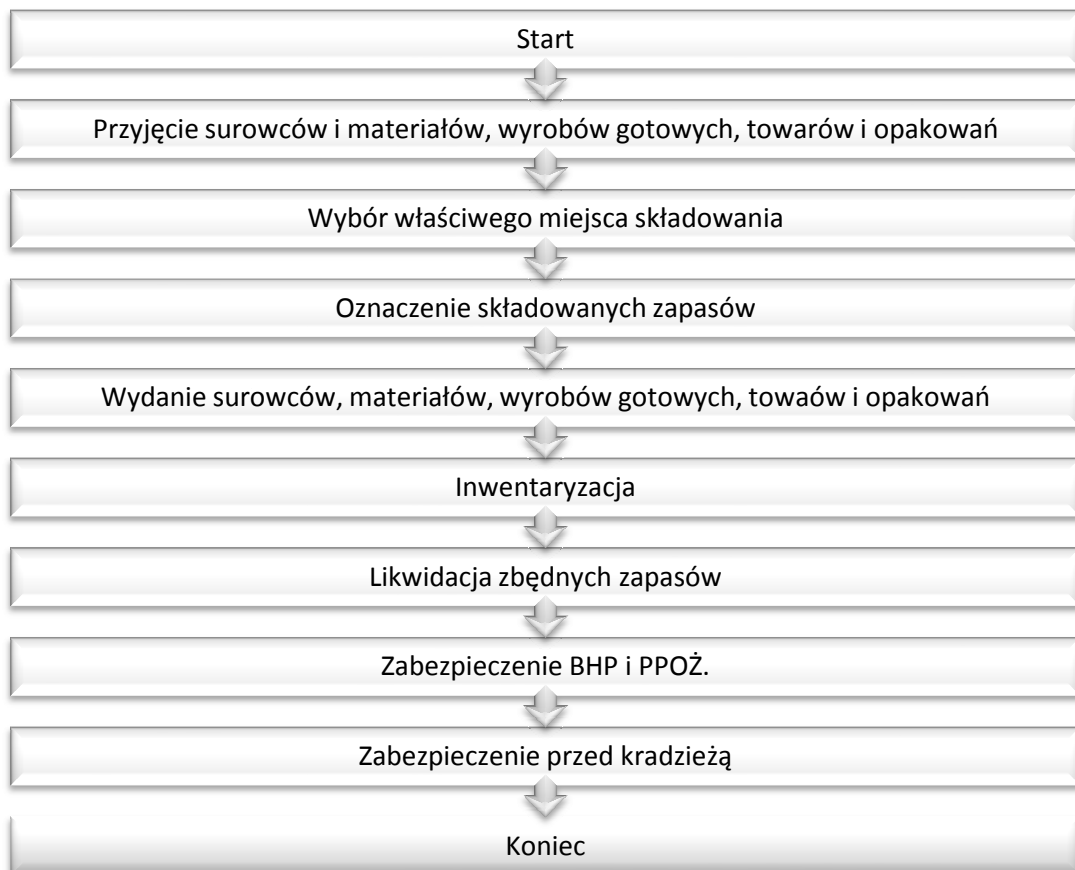 Start
Przyjęcie surowców i materiałów, wyrobów gotowych, towarów i opakowań
Wybór właściwego miejsca składowania
Oznaczenie składowanych zapasów
Wydanie surowców, materiałów, wyrobów gotowych, towaów i opakowań
Inwentaryzacja
Likwidacja zbędnych zapasów
Zabezpieczenie BHP i PPOŻ.
Zabezpieczenie przed kradzieżą
Koniec